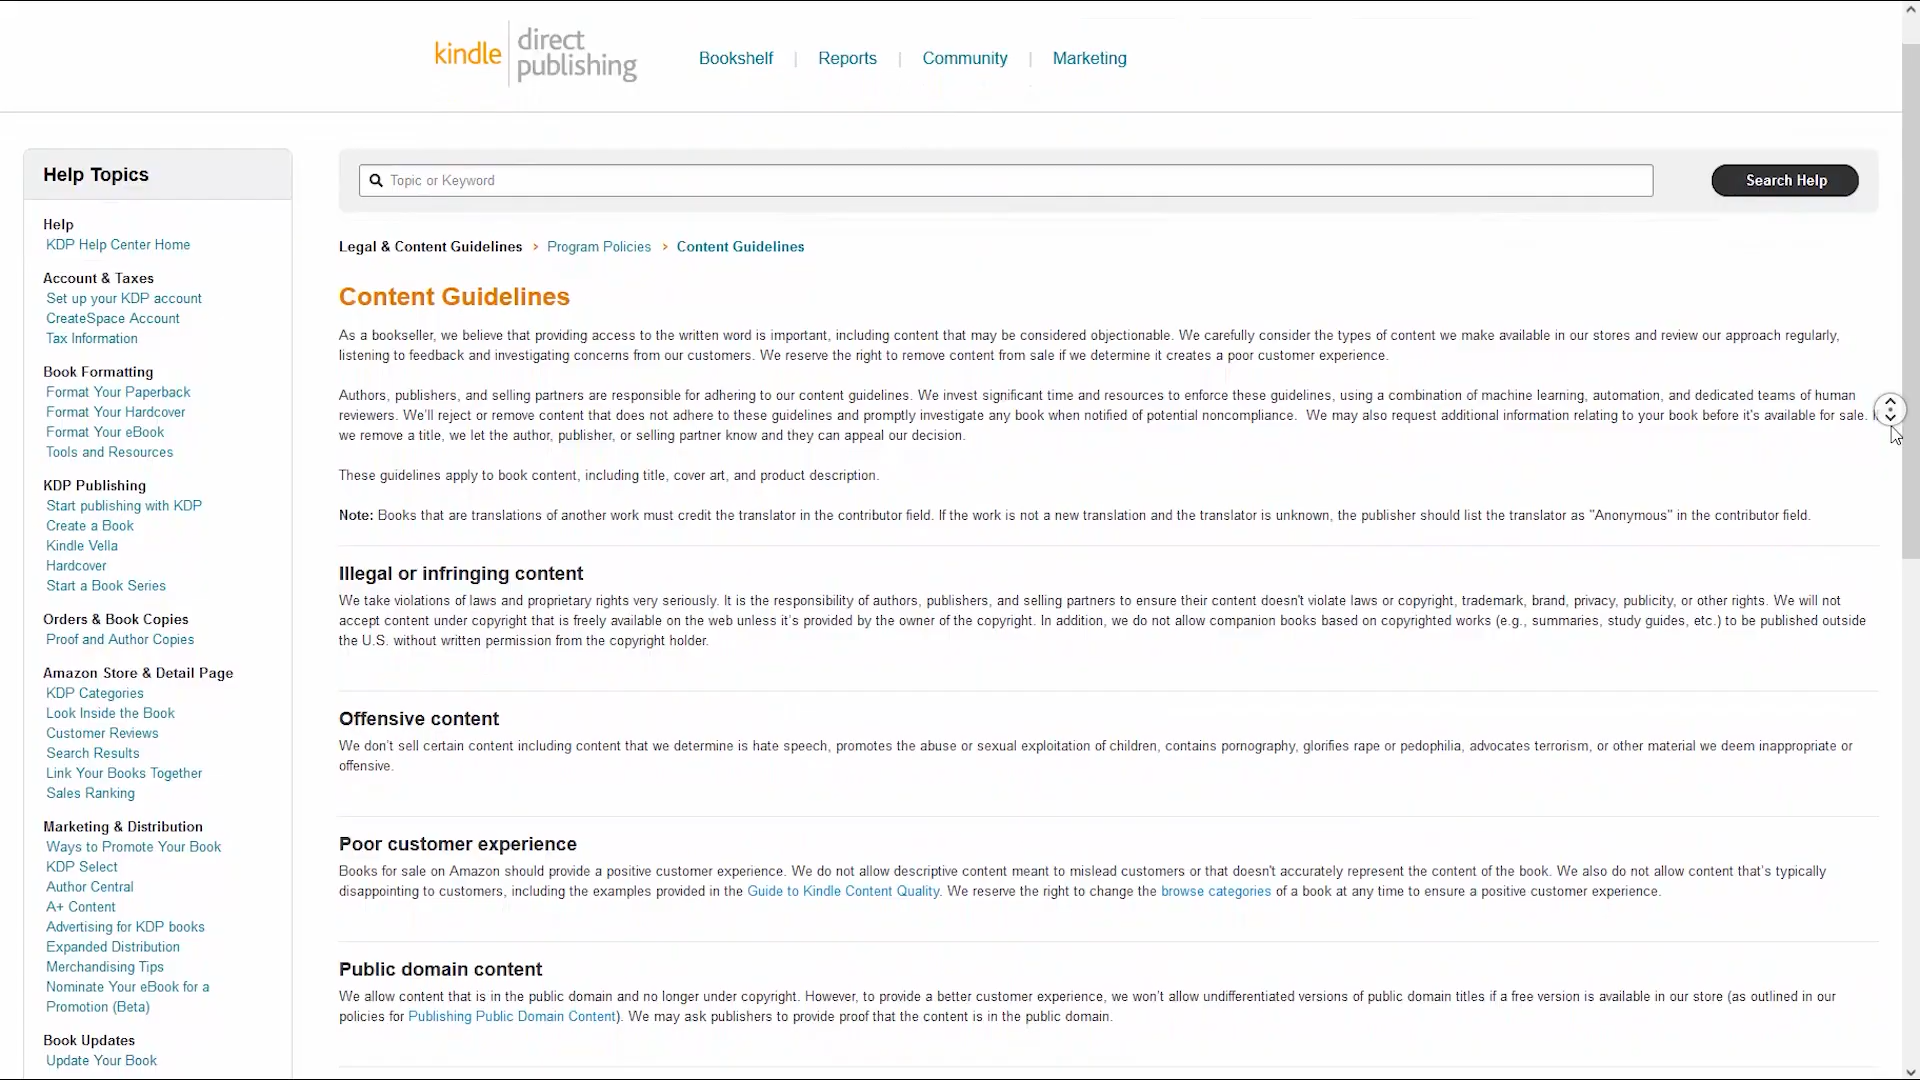 kindle direct publishing
Bookshelf | Reports | Community | Marketing
Help Topics
Help
KDP Help Center Home
Account & Taxes
Set up your KDP account
CreateSpace Account
Tax Information
Book Formatting
Format Your Paperback
Format Your Hardcover
Format Your eBook
Tools and Resources
KDP Publishing
Start publishing with KDP
Create a Book
Kindle Vella
Hardcover
Start a Book Series
Orders & Book Copies
Proof and Author Copies
Amazon Store & Detail Page
KDP Categories
Look Inside the Book
Customer Reviews
Search Results
Link Your Books Together
Sales Ranking
Marketing & Distribution
Ways to Promote Your Book
KDP Select
Author Central
A+ Content
Advertising for KDP books
Expanded Distribution
Merchandising Tips
Nominate Your eBook for a
Promotion (Beta)
Book Updates
Update Your Book
Topic or Keyword
Search Help
Legal & Content Guidelines › Program Policies › Content Guidelines
Content Guidelines
As a bookseller, we believe that providing access to the written word is important, including content that may be considered objectionable. We carefully consider the types of content we make available in our stores and review our approach regularly,
listening to feedback and investigating concerns from our customers. We reserve the right to remove content from sale if we determine it creates a poor customer experience.
Authors, publishers, and selling partners are responsible for adhering to our content guidelines. We invest significant time and resources to enforce these guidelines, using a combination of machine learning, automation, and dedicated teams of human
reviewers. We'll reject or remove content that does not adhere to these guidelines and promptly investigate any book when notified of potential noncompliance. We may also request additional information relating to your book before it's available for sale.
we remove a title, we let the author, publisher, or selling partner know and they can appeal our decision.
These guidelines apply to book content, including title, cover art, and product description.
Note: Books that are translations of another work must credit the translator in the contributor field. If the work is not a new translation and the translator is unknown, the publisher should list the translator as "Anonymous" in the contributor field.
Illegal or infringing content
We take violations of laws and proprietary rights very seriously. It is the responsibility of authors, publishers, and selling partners to ensure their content doesn't violate laws or copyright, trademark, brand, privacy, publicity, or other rights. We will not
accept content under copyright that is freely available on the web unless it's provided by the owner of the copyright. In addition, we do not allow companion books based on copyrighted works (e.g., summaries, study guides, etc.) to be published outside
the U.S. without written permission from the copyright holder.
Offensive content
We don't sell certain content including content that we determine is hate speech, promotes the abuse or sexual exploitation of children, contains pornography, glorifies rape or pedophilia, advocates terrorism, or other material we deem inappropriate or
offensive.
Poor customer experience
Books for sale on Amazon should provide a positive customer experience. We do not allow descriptive content meant to mislead customers or that doesn't accurately represent the content of the book. We also do not allow content that's typically
disappointing to customers, including the examples provided in the Guide to Kindle Content Quality. We reserve the right to change the browse categories of a book at any time to ensure a positive customer experience.
Public domain content
We allow content that is in the public domain and no longer under copyright. However, to provide a better customer experience, we won't allow undifferentiated versions of public domain titles if a free version is available in our store (as outlined in our
policies for Publishing Public Domain Content). We may ask publishers to provide proof that the content is in the public domain.